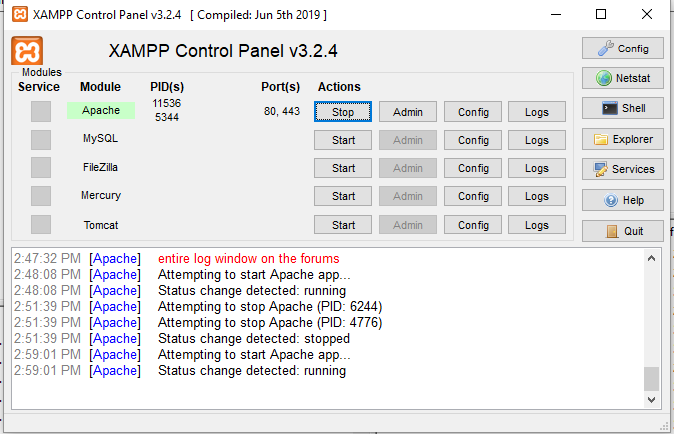 XAMPP Control Panel v3.2.4 [ Compiled: Jun 5th 2019 ]
XAMPP Control Panel v3.2.4
Config
Modules
Service Module PID(s) Port(s) Actions
Netstat
Apache 11536 5344 80, 443 Stop Admin Config Logs
Shell
MySQL Start Admin Config Logs
Explorer
FileZilla Start Admin Config Logs
Services
Mercury Start Admin Config Logs
Help
Tomcat Start Admin Config Logs
Quit
2:47:32 PM [Apache] entire log window on the forums
2:48:08 PM [Apache] Attempting to start Apache app...
2:48:08 PM [Apache] Status change detected: running
2:51:39 PM [Apache] Attempting to stop Apache (PID: 6244)
2:51:39 PM [Apache] Attempting to stop Apache (PID: 4776)
2:51:39 PM [Apache] Status change detected: stopped
2:59:01 PM [Apache] Attempting to start Apache app...
2:59:01 PM [Apache] Status change detected: running